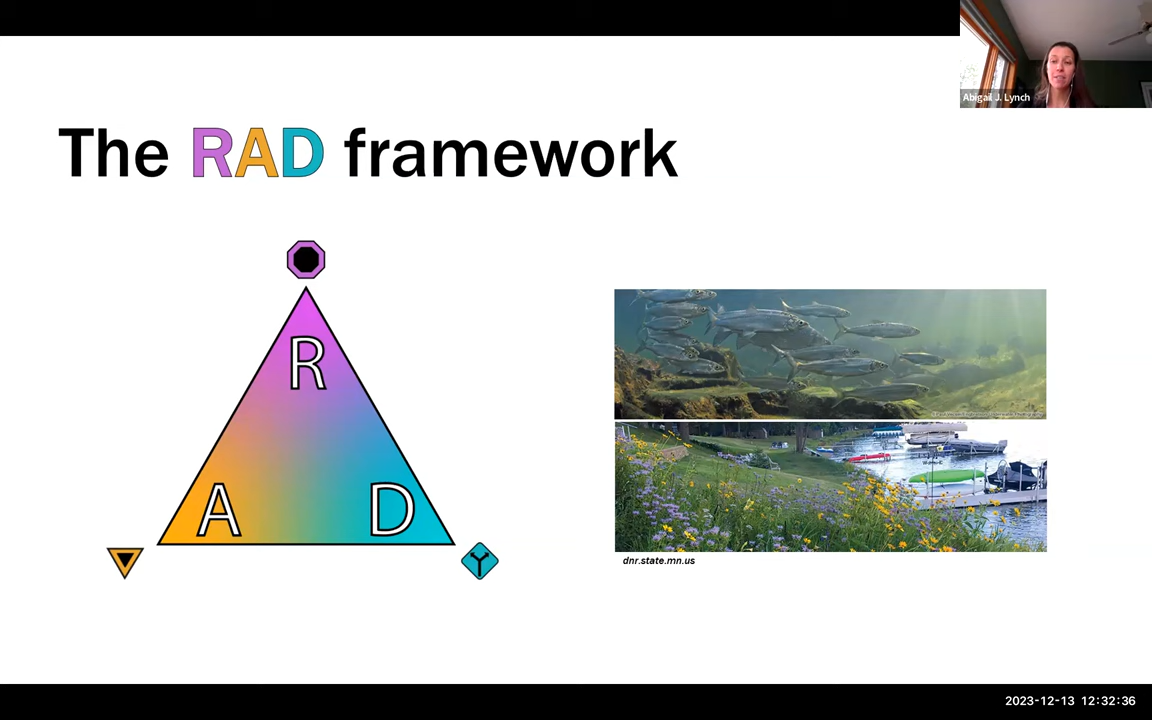 Abigail J. Lynch
The RAD framework
R
A D
dnr.state.mn.us
2023-12-13 12:32:36